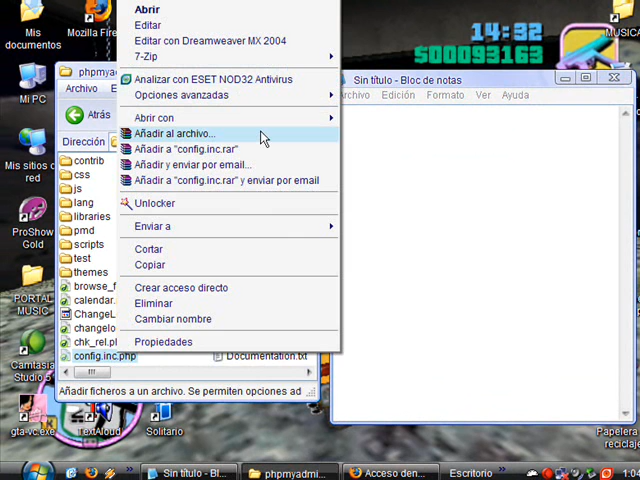 Mis documentos
Mozilla Fire
Mi PC
Mis sitios de red
ProShow Gold
PORTAL MUSIC
Camtasia Studio 5
gta-vc.exe
TextAloud
Solitario
14:32
$00093163
MUSICA
Papelera
phpmyadmi
Archivo
Atrás
Dirección
contrib
css
js
lang
libraries
pmd
scripts
test
themes
browse_f
calendar.
ChangeL
changelo
chk_rel.pl
config.inc.php
Documentation.txt
Añadir ficheros a un archivo. Se permiten opciones ad
Abrir
Editar
Editar con Dreamweaver MX 2004
7-Zip
Analizar con ESET NOD32 Antivirus
Opciones avanzadas
Abrir con
Añadir al archivo...
Añadir a "config.inc.rar"
Añadir y enviar por email...
Añadir a "config.inc.rar" y enviar por email
Unlocker
Enviar a
Cortar
Copiar
Crear acceso directo
Eliminar
Cambiar nombre
Propiedades
Sin título - Bloc de notas
Archivo Edición Formato Ver Ayuda
Inicio
Sin título - Bl...
phpmyadmi...
Acceso den...
Escritorio
1:04